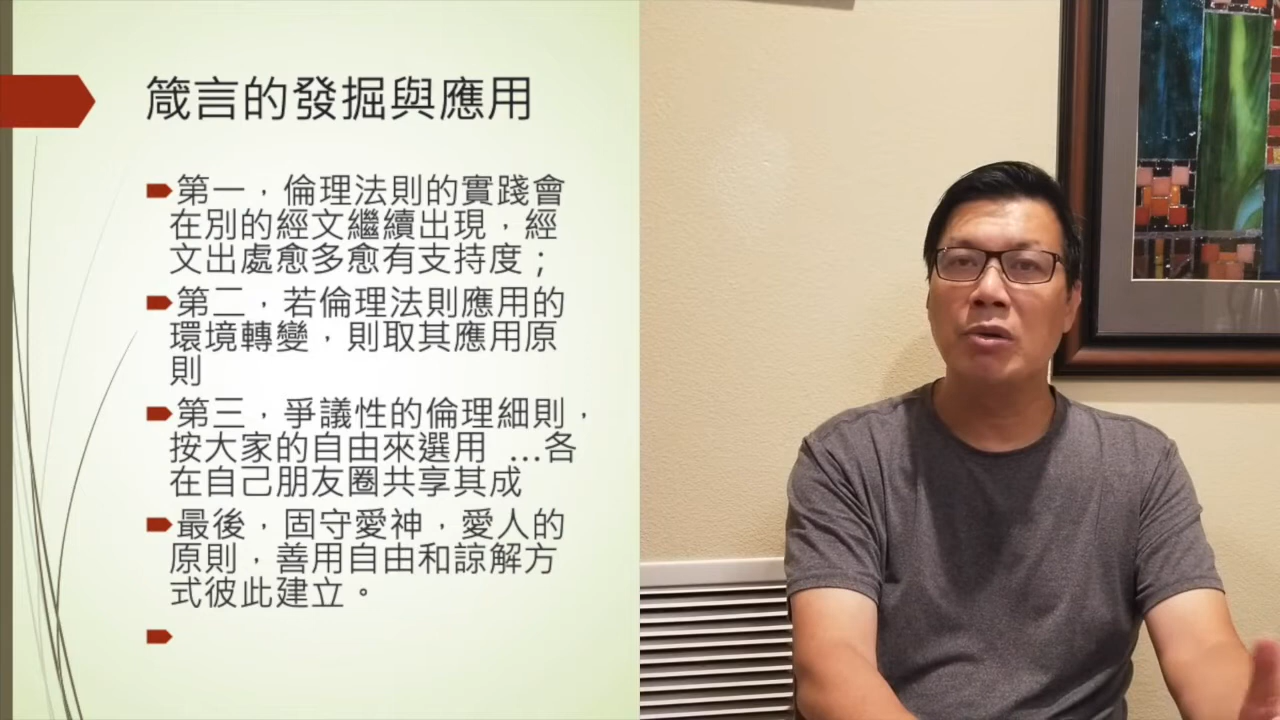 箴言的發掘與應用
第一，倫理法則的實踐會
在別的經文繼續出現，經
文出處愈多愈有支持度；
第二，若倫理法則應用的
環境轉變，則取其應用原
則
第三，爭議性的倫理細則，
按大家的自由來選用 …各
在自己朋友圈共享其成
最後，固守愛神，愛人的
原則，善用自由和諒解方
式彼此建立。